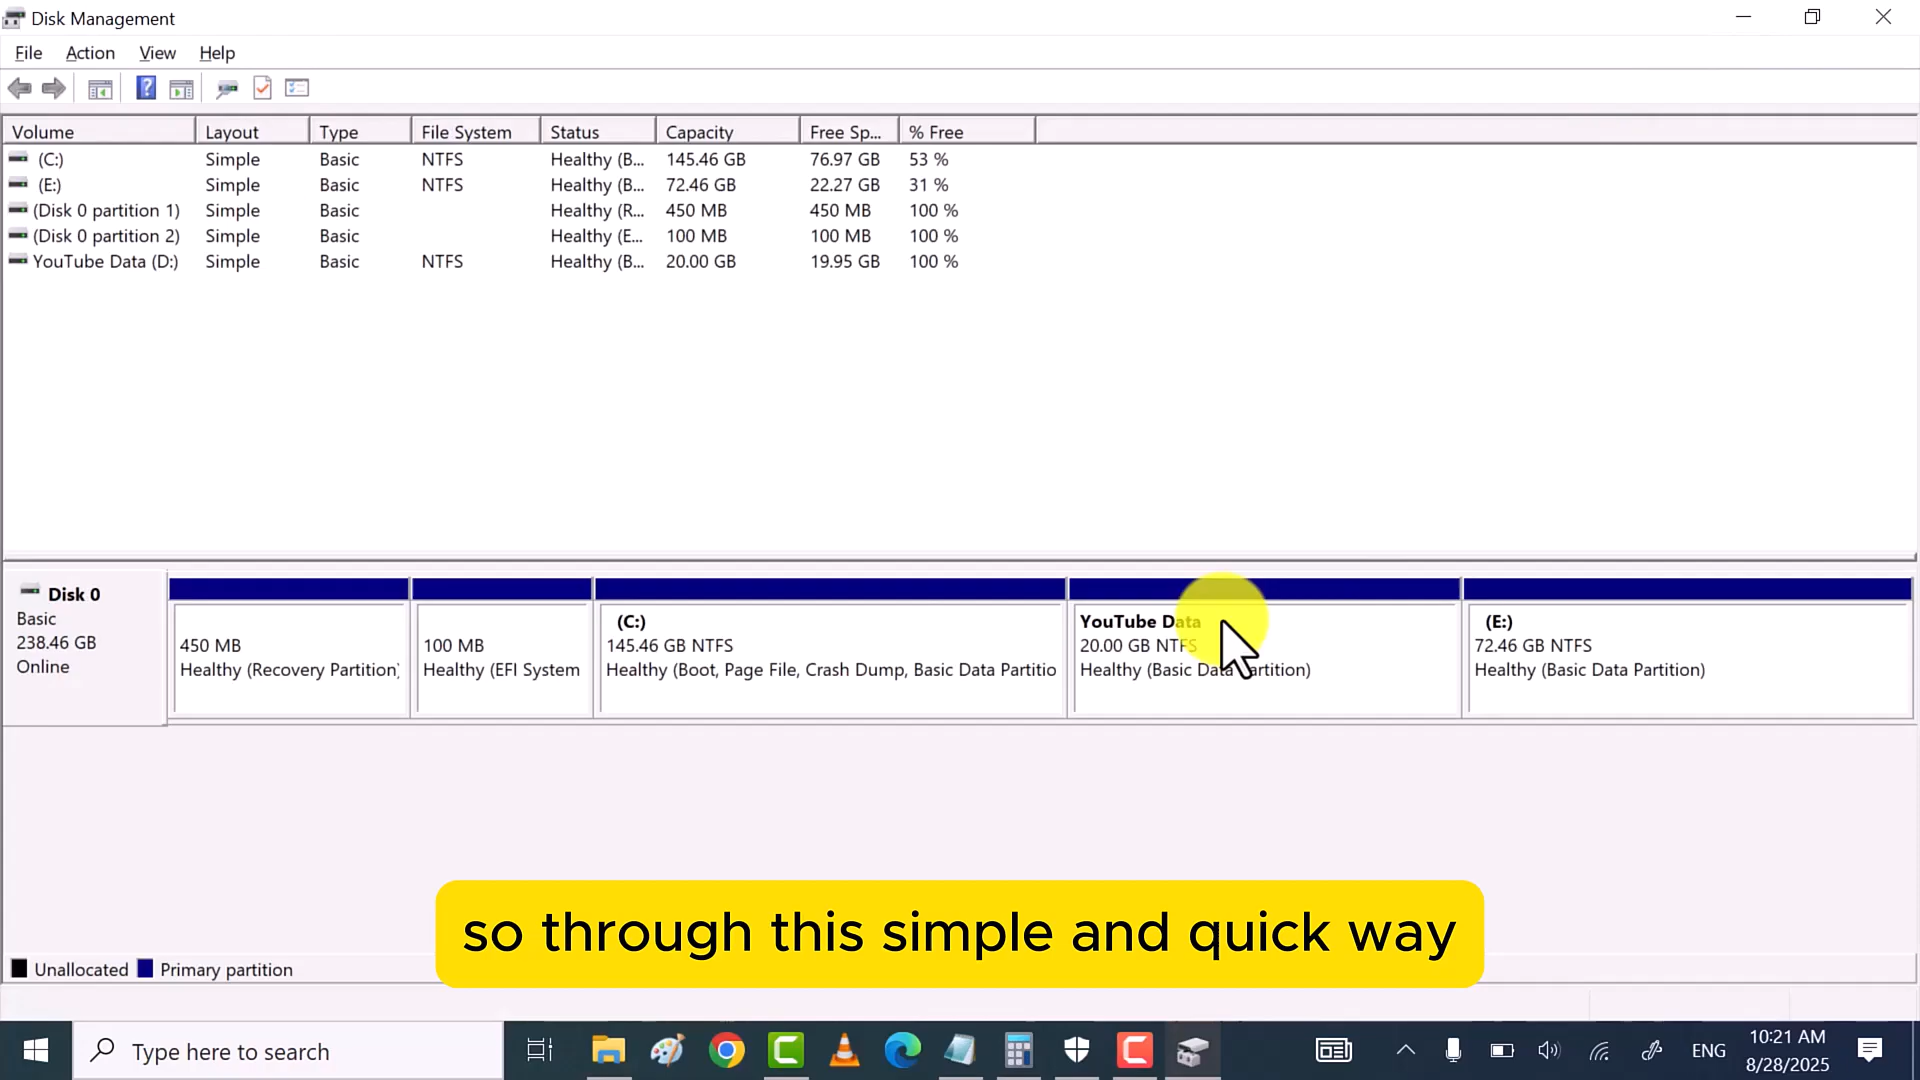 Disk Management
File Action View Help
Volume Layout Type File System Status Capacity Free Sp... % Free
(C:) Simple Basic NTFS Healthy (B... 145.46 GB 76.97 GB 53 %
(E:) Simple Basic NTFS Healthy (B... 72.46 GB 22.27 GB 31 %
(Disk 0 partition 1) Simple Basic Healthy (R... 450 MB 450 MB 100 %
(Disk 0 partition 2) Simple Basic Healthy (E... 100 MB 100 MB 100 %
YouTube Data (D:) Simple Basic NTFS Healthy (B... 20.00 GB 19.95 GB 100 %
Disk 0
Basic
238.46 GB
Online
450 MB
Healthy (Recovery Partition)
100 MB
Healthy (EFI System
(C:)
145.46 GB NTFS
Healthy (Boot, Page File, Crash Dump, Basic Data Partitio
YouTube Data
20.00 GB NTFS
Healthy (Basic Data Partition)
(E:)
72.46 GB NTFS
Healthy (Basic Data Partition)
so through this simple and quick way
Unallocated Primary partition
Type here to search
ENG
10:21 AM
8/28/2025